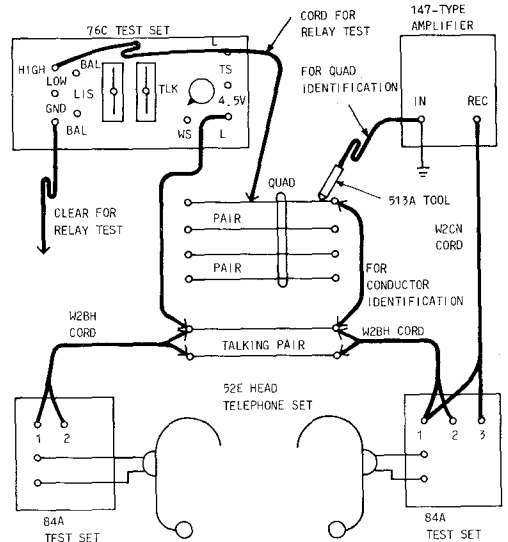 76C TEST SET
L
CORD FOR
RELAY TEST
147-TYPE
AMPLIFIER
HIGH
BAL
LOW
LIS
TLK
TS
4.5V
GND
BAL
WS
L
FOR QUAD
IDENTIFICATION
IN
REC
CLEAR FOR
RELAY TEST
QUAD
513A TOOL
PAIR
PAIR
W2CN
CORD
FOR
CONDUCTOR
IDENTIFICATION
W2BH
CORD
TALKING PAIR
W2BH CORD
52E HEAD
TELEPHONE SET
1 2
1 2 3
84A
TEST SET
84A
TEST SET